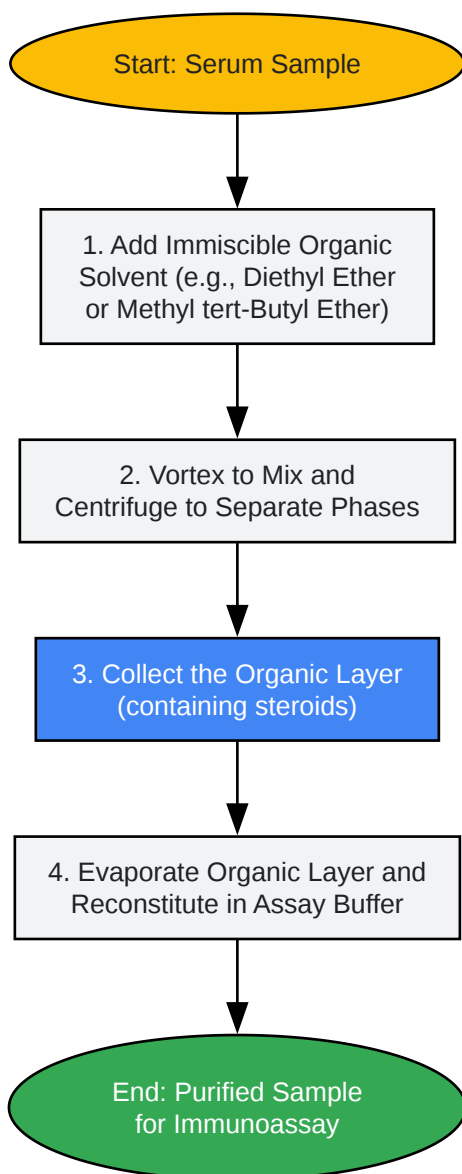 Start: Serum Sample
1. Add Immiscible Organic
Solvent (e.g., Diethyl Ether
or Methyl tert-Butyl Ether)
2. Vortex to Mix and
Centrifuge to Separate Phases
3. Collect the Organic Layer
(containing steroids)
4. Evaporate Organic Layer and
Reconstitute in Assay Buffer
End: Purified Sample
for Immunoassay